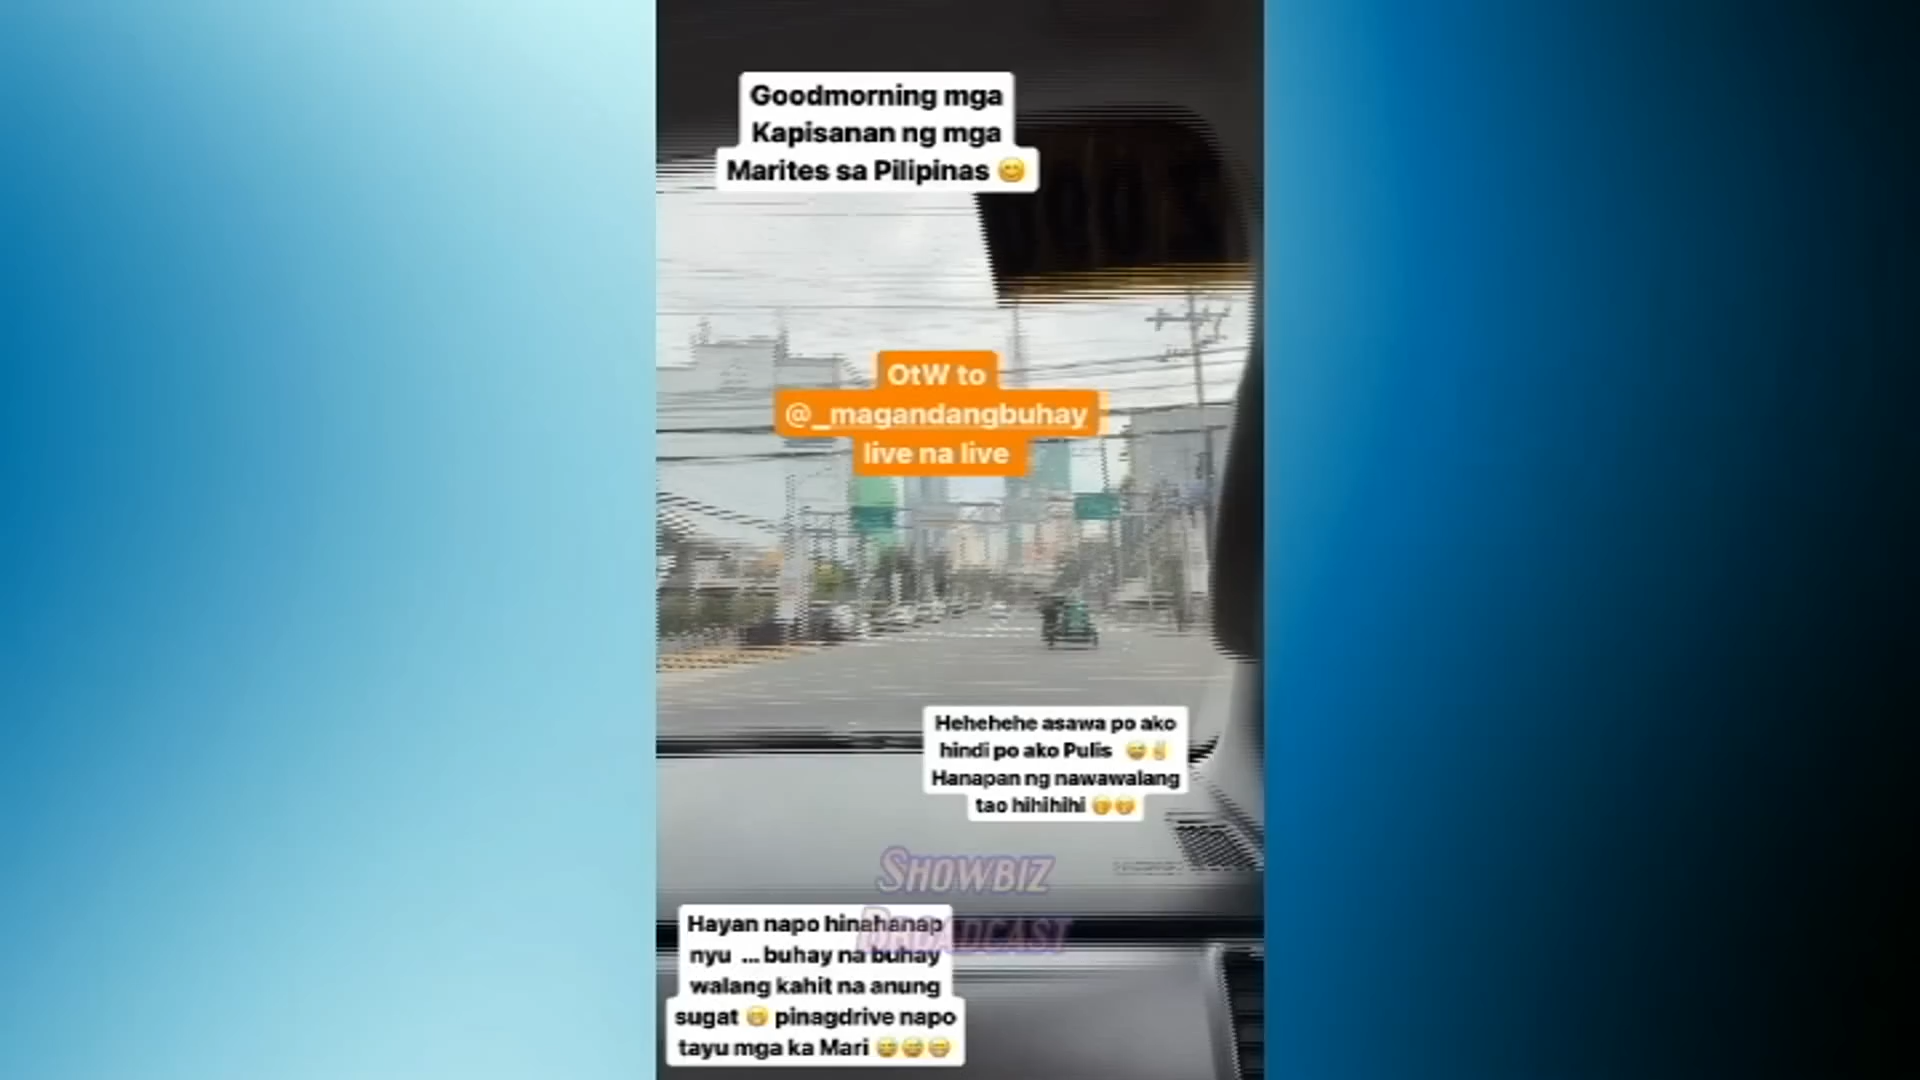 Goodmorning mga
Kapisanan ng mga
Marites sa Pilipinas 😊
OtW to
@_magandangbuhay
live na live
Hehehehe asawa po ako
hindi po ako Pulis 😅✌
Hanapan ng nawawalang
tao hihihihi 🤭🤭
SHOWBIZ
BROADCAST
Hayan napo hinahanap
nyu ... buhay na buhay
walang kahit na anung
sugat 😁 pinagdrive napo
tayu mga ka Mari 😅😅😁